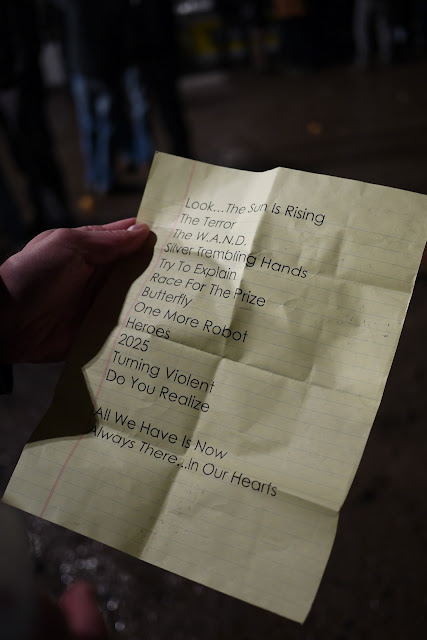 Look...The Sun Is Rising
The Terror
The W.A.N.D.
Silver Trembling Hands
Try To Explain
Race For The Prize
Butterfly
One More Robot
Heroes
2025
Turning Violent
Do You Realize
All We Have Is Now
Always There...In Our Hearts